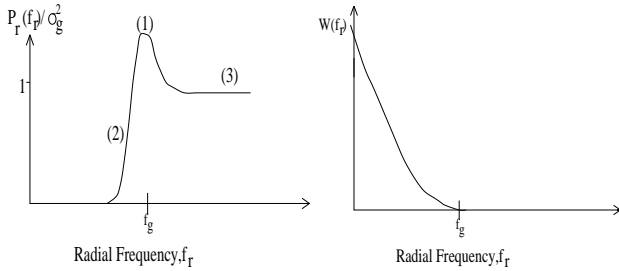 P_r(f_r)/σ_g^2
(1)
1
(3)
(2)
f_g
Radial Frequency,f_r
W(f_r)
f_g
Radial Frequency,f_r